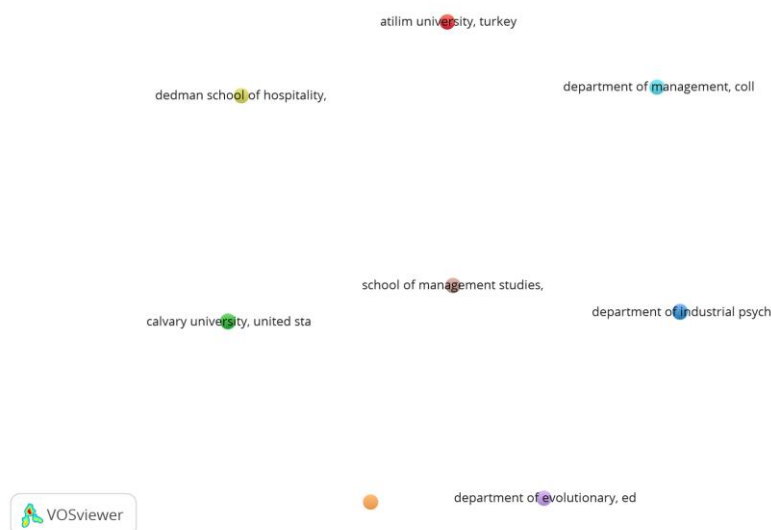 atilim university, turkey
department of management, coll
dedman school of hospitality,
school of management studies,
department of industrial psych
calvary university, united sta
department of evolutionary, ed
VOSviewer